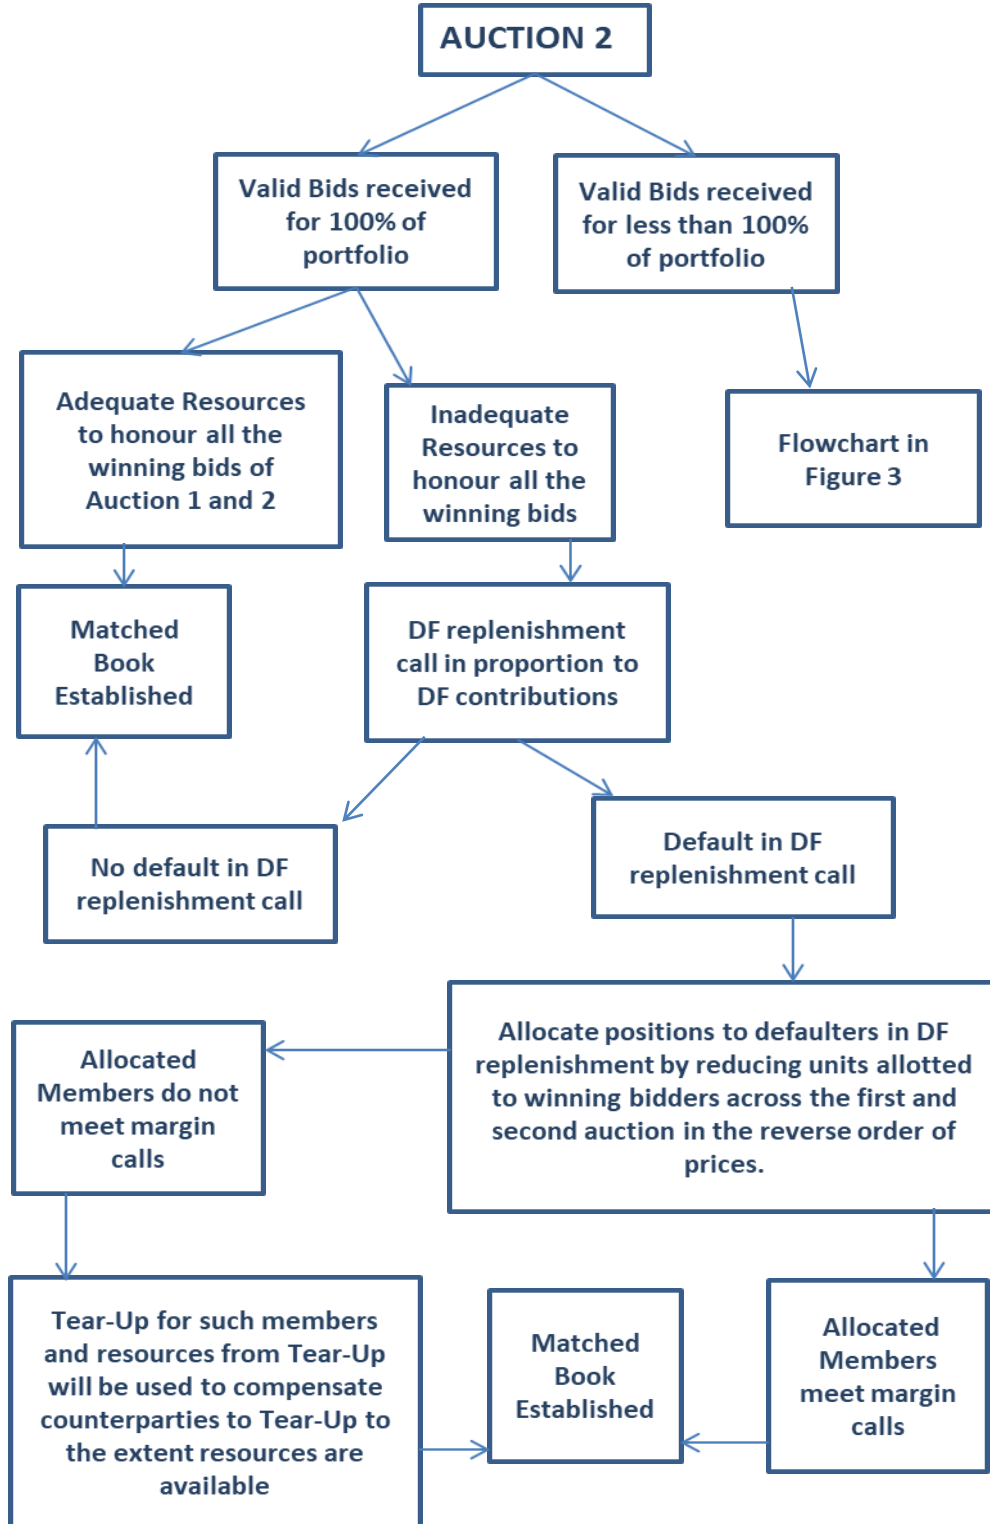 AUCTION 2
Valid Bids received
for 100% of
portfolio
Valid Bids received
for less than 100%
of portfolio
Adequate Resources
to honour all the
winning bids of
Auction 1 and 2
Inadequate
Resources to
honour all the
winning bids
Flowchart in
Figure 3
Matched
Book
Established
DF replenishment
call in proportion to
DF contributions
No default in DF
replenishment call
Default in DF
replenishment call
Allocated
Members do not
meet margin
calls
Allocate positions to defaulters in DF
replenishment by reducing units allotted
to winning bidders across the first and
second auction in the reverse order of
prices.
Tear-Up for such members
and resources from Tear-Up
will be used to compensate
counterparties to Tear-Up to
the extent resources are
available
Matched
Book
Established
Allocated
Members
meet margin
calls